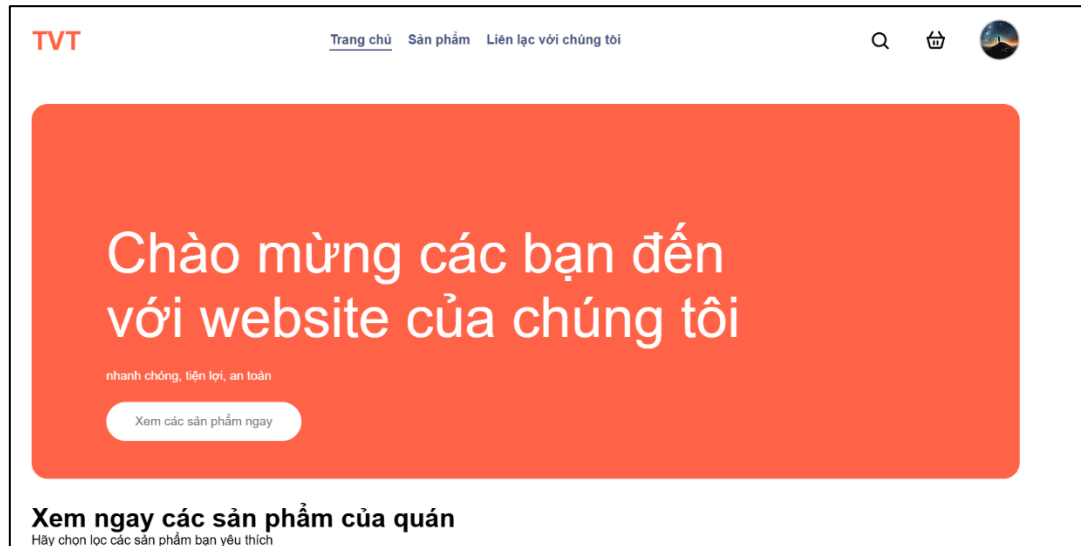 TVT
Trang chủ Sản phẩm Liên lạc với chúng tôi
Chào mừng các bạn đến
với website của chúng tôi
nhanh chóng, tiện lợi, an toàn
Xem các sản phẩm ngay
Xem ngay các sản phẩm của quán
Hãy chọn lọc các sản phẩm bạn yêu thích